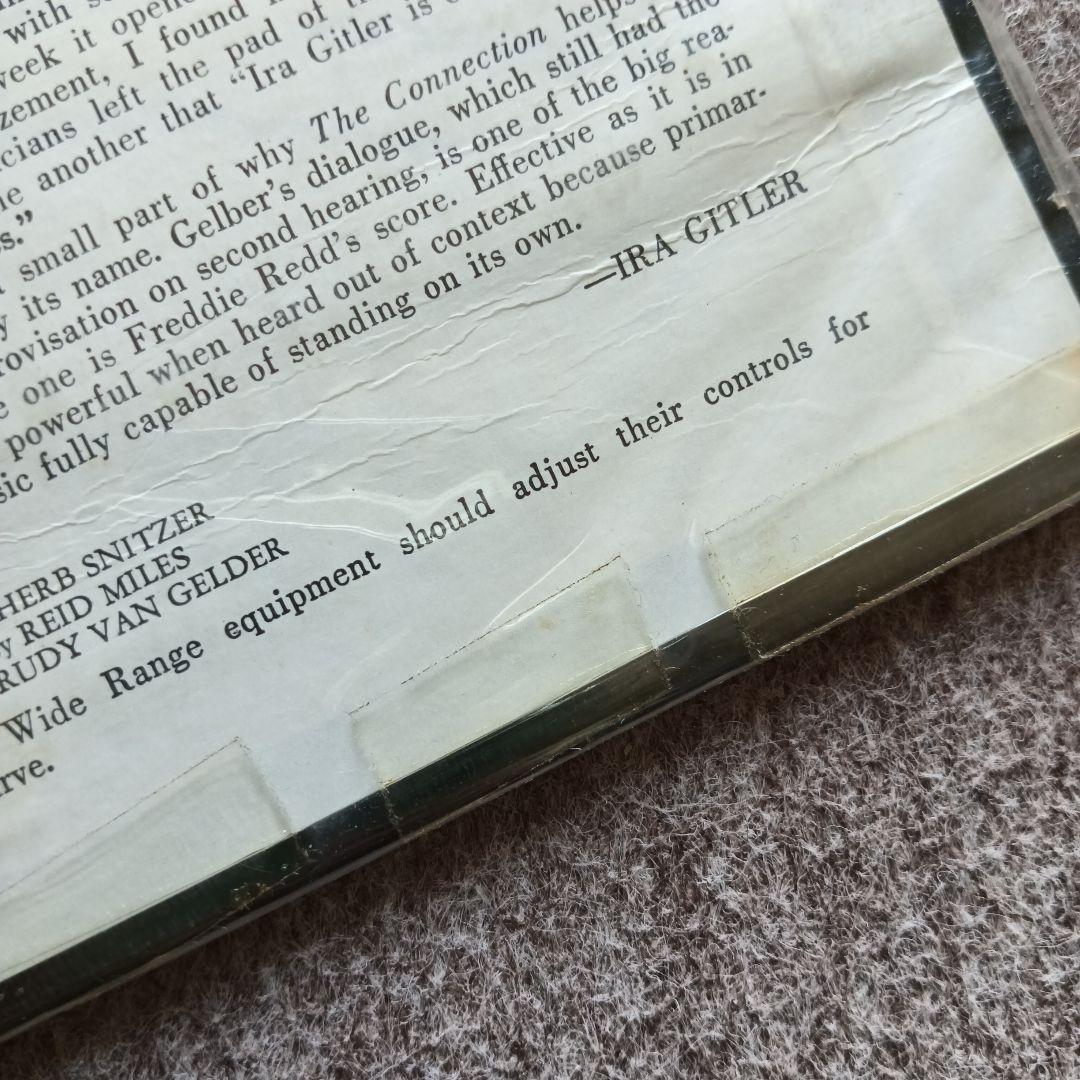 with s
week it opene
zement, I found
cians left the pad of
e another that “Ira Gitler is
s.”
small part of why The Connection helps
y its name. Gelber’s dialogue, which still had the
rovisation on second hearing, is one of the big rea-
e one is Freddie Redd’s score. Effective as it is in
powerful when heard out of context because primar-
sic fully capable of standing on its own.
—IRA GITLER
HERB SNITZER
y REID MILES
RUDY VAN GELDER
Wide Range equipment should adjust their controls for
rve.